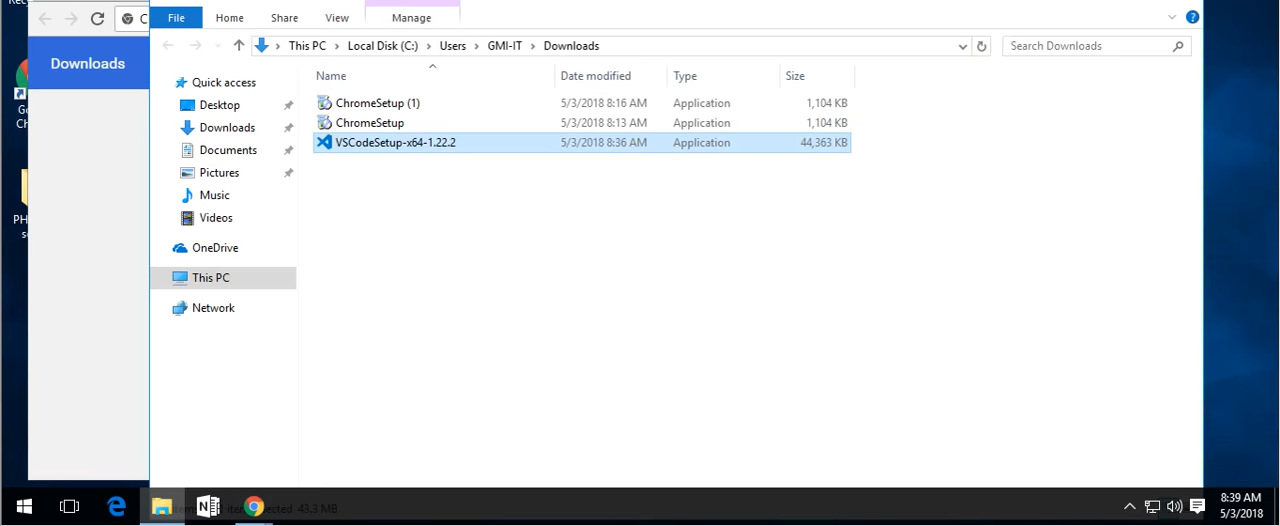 File Home Share View Manage
This PC Local Disk (C:) Users GMI-IT Downloads Search Downloads
Downloads
Name Date modified Type Size
Quick access
Desktop
Downloads
Documents
Pictures
Music
Videos
OneDrive
This PC
Network
ChromeSetup (1) 5/3/2018 8:16 AM Application 1,104 KB
ChromeSetup 5/3/2018 8:13 AM Application 1,104 KB
VSCodeSetup-x64-1.22.2 5/3/2018 8:36 AM Application 44,363 KB
Go
Ch
PH
43.3 MB
8:39 AM
5/3/2018